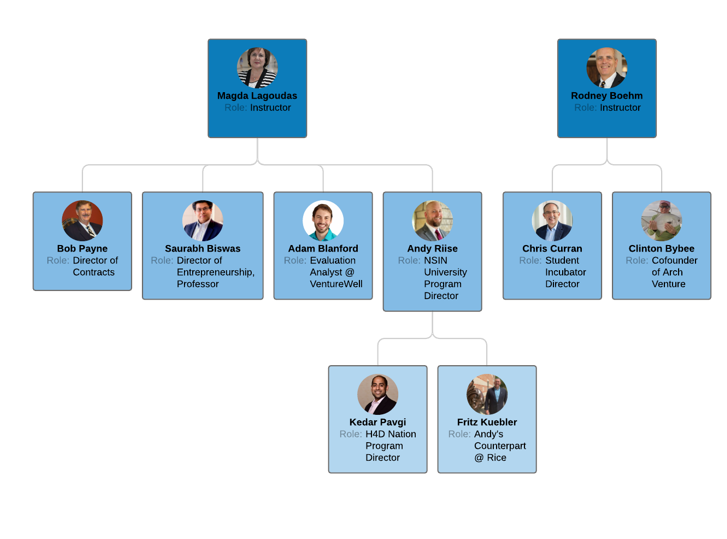 Magda Lagoudas
Role: Instructor
Rodney Boehm
Role: Instructor
Bob Payne
Role: Director of
Contracts
Saurabh Biswas
Role: Director of
Entrepreneurship,
Professor
Adam Blanford
Role: Evaluation
Analyst @
VentureWell
Andy Riise
Role: NSIN
University
Program
Director
Chris Curran
Role: Student
Incubator
Director
Clinton Bybee
Role: Cofounder
of Arch
Venture
Kedar Pavgi
Role: H4D Nation
Program
Director
Fritz Kuebler
Role: Andy's
Counterpart
@ Rice